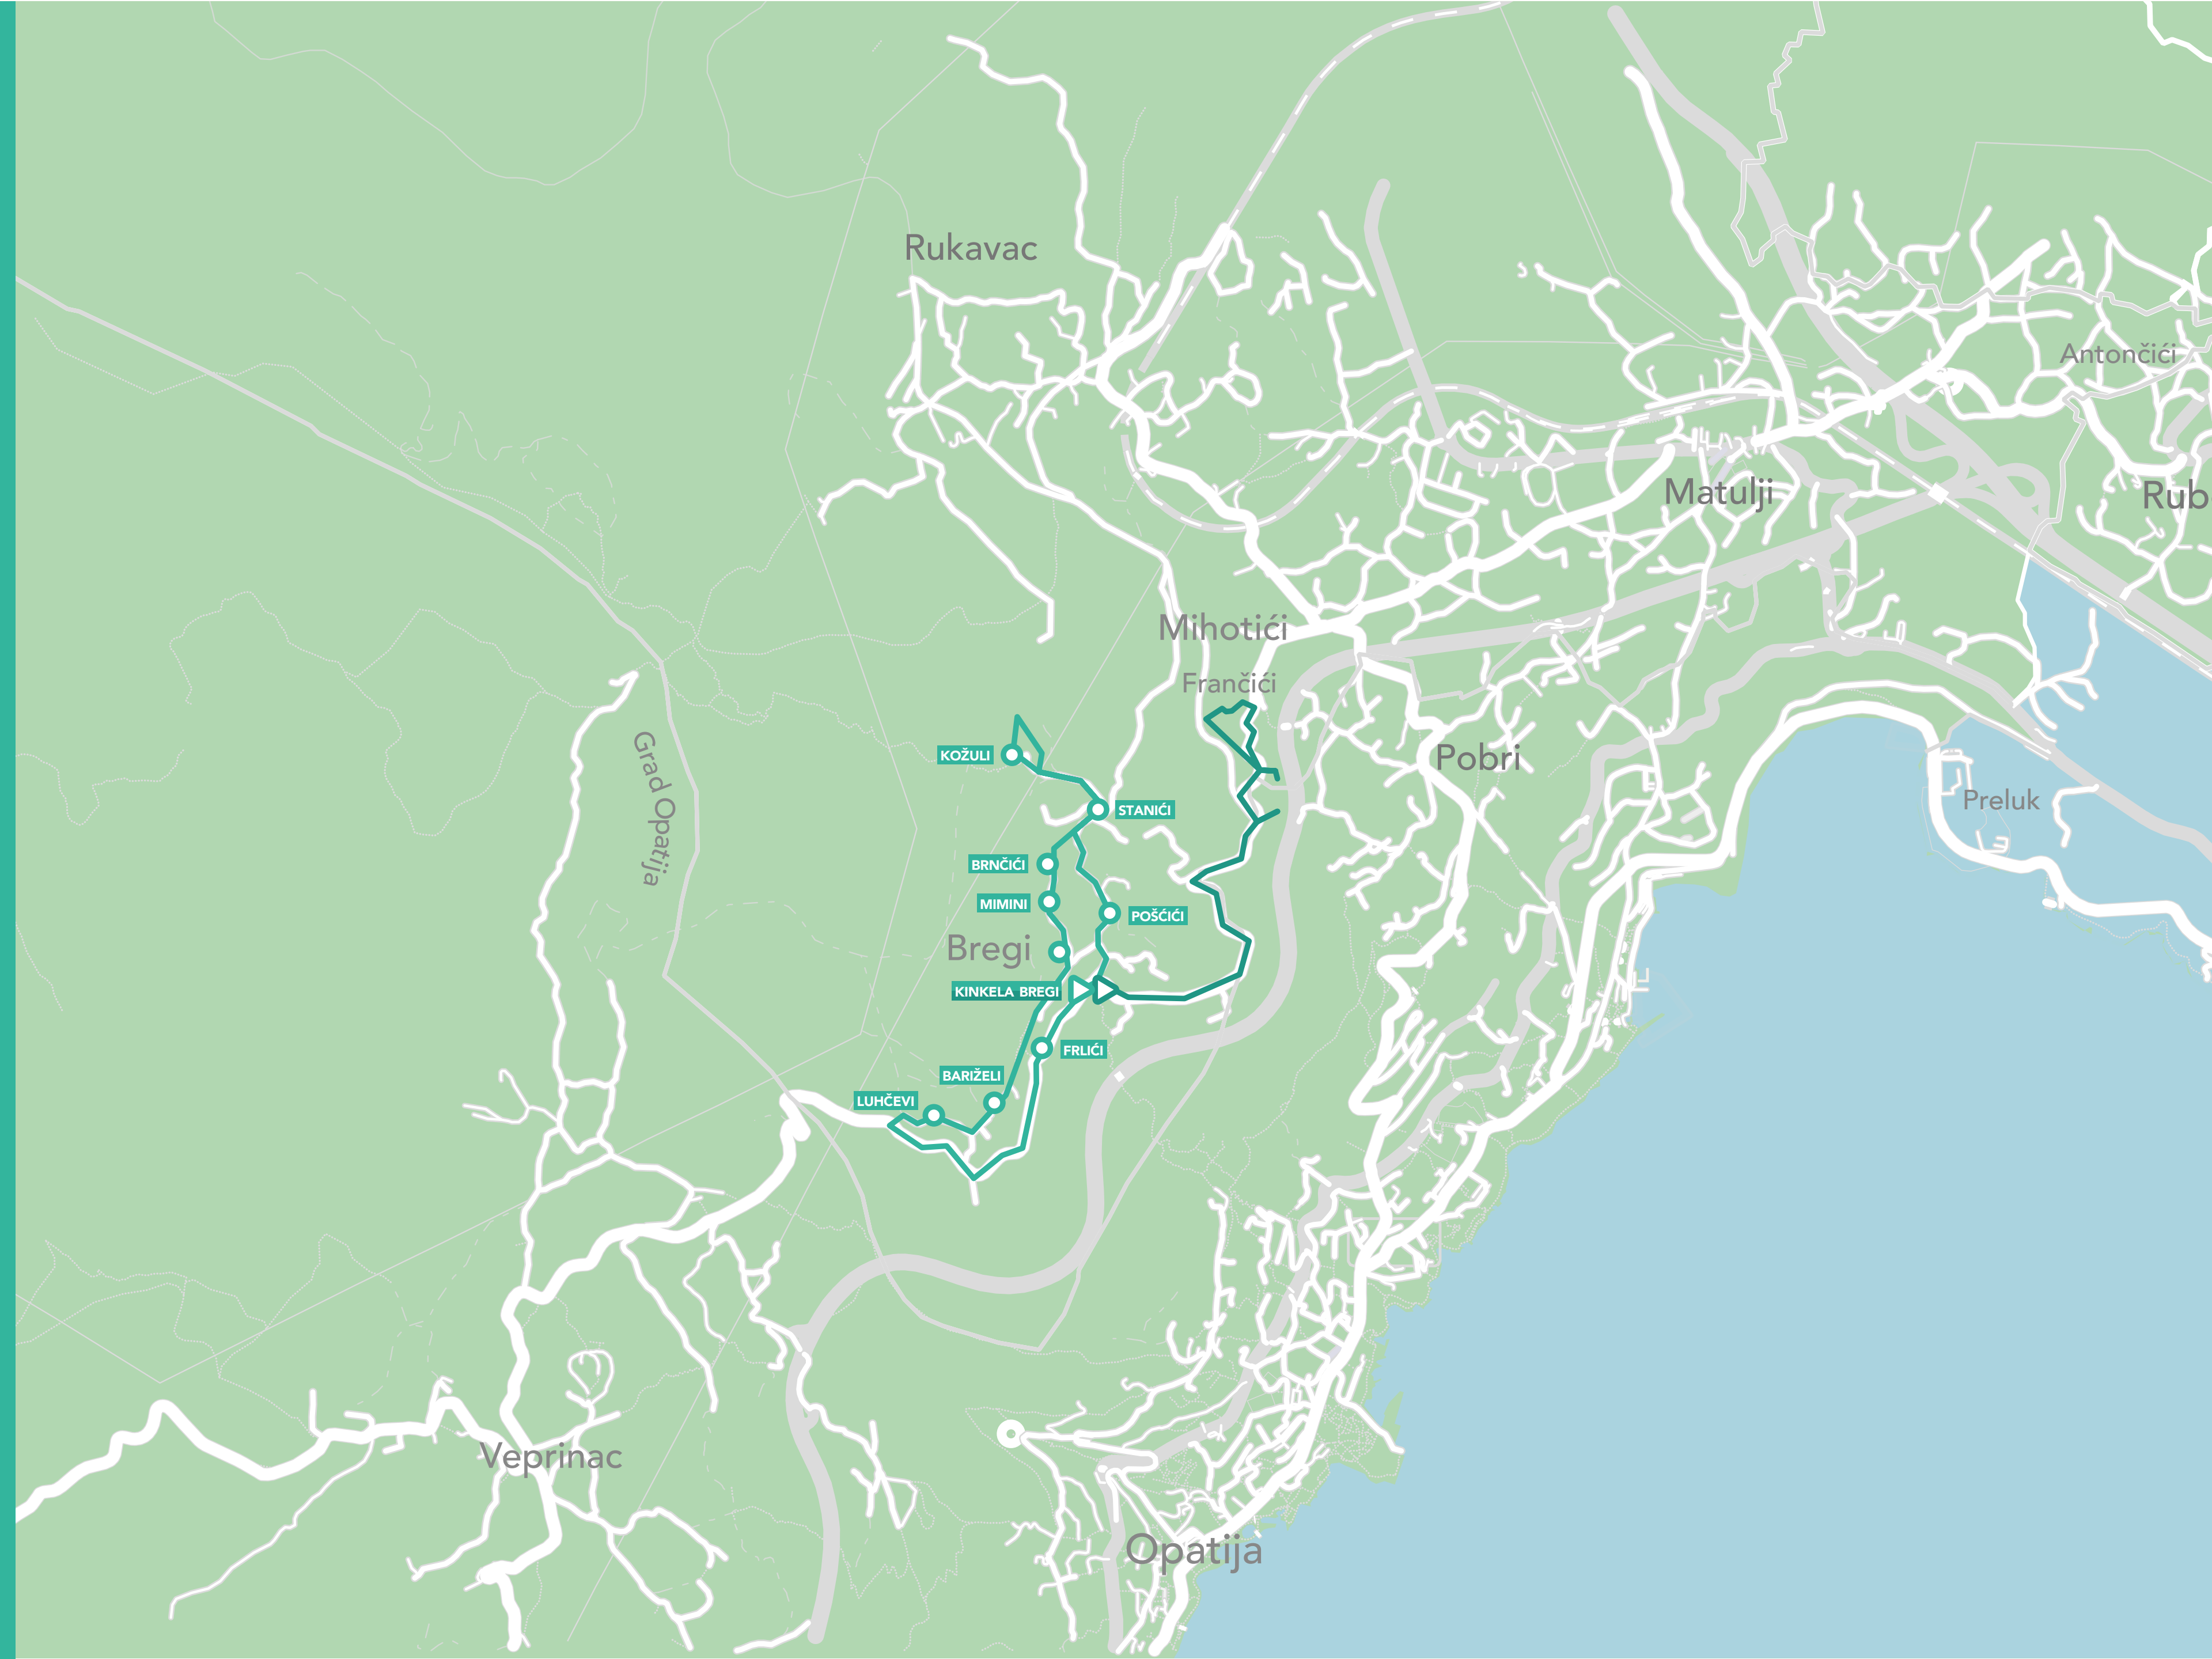 Rukavac
Antončići
Matulji
Rub
Mihotići
Frančići
Grad Opatija
KOŽULI
Pobri
STANIĆI
Preluk
BRNČIĆI
MIMINI
POŠĆIĆI
Bregi
KINKELA BREGI
FRLIĆI
BARIŽELI
LUHČEVI
Veprinac
Opatija